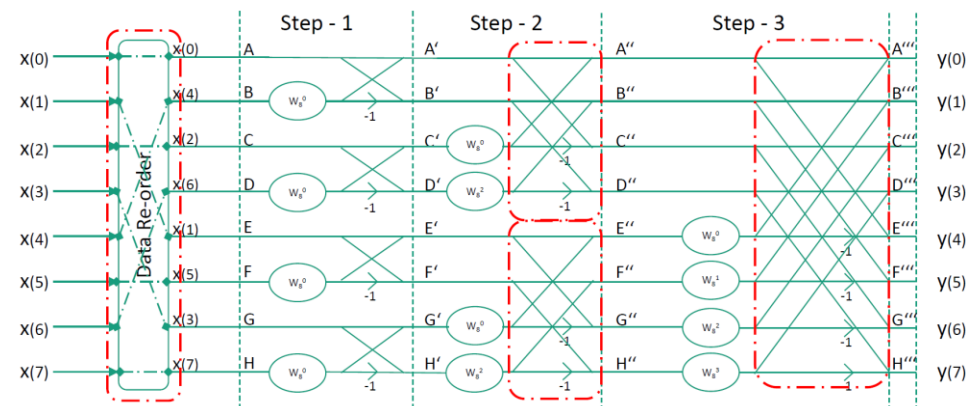 Step - 1 Step - 2 Step - 3
x(0) x(0) A A' A'' A''' y(0)
x(1) x(4) B W₈⁰ -1 B' B'' B''' y(1)
x(2) x(2) C C' W₈⁰ -1 C'' C''' y(2)
x(3) x(6) D W₈⁰ -1 D' W₈² -1 D'' D''' y(3)
x(4) x(1) E E' E'' W₈⁰ -1 E''' y(4)
x(5) x(5) F W₈⁰ -1 F' F'' W₈¹ -1 F''' y(5)
x(6) x(3) G G' W₈⁰ -1 G'' W₈² -1 G''' y(6)
x(7) x(7) H W₈⁰ -1 H' W₈² -1 H'' W₈³ 1 H''' y(7)
Data Re-order